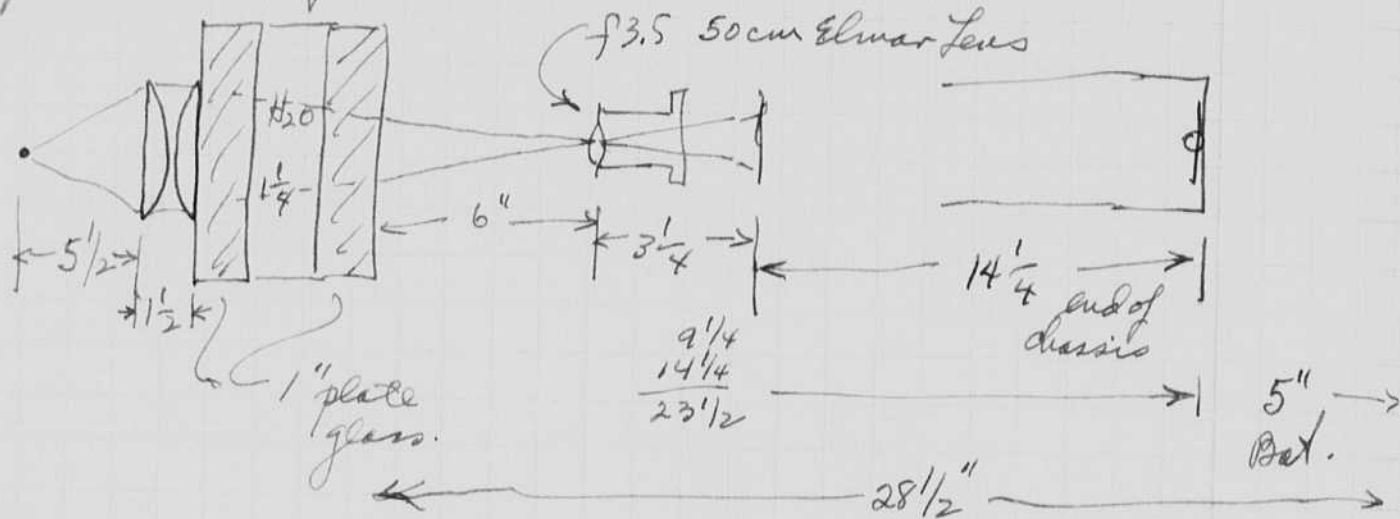 f3.5 50cm Elmar Lens
H2O
1 1/4
6"
5 1/2
3 1/4
14 1/4
1 1/2
end of
chassis
9 1/4
14 1/4
23 1/2
1" plate
glass.
5"
Bat.
28 1/2"